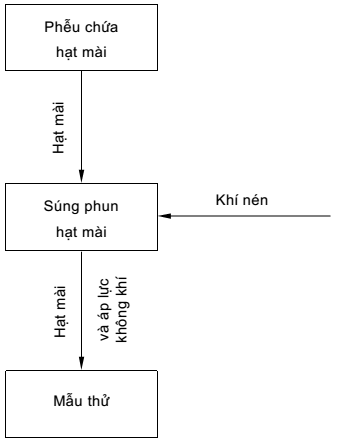 Phễu chứa
hạt mài
Hạt mài
Súng phun
hạt mài
Khí nén
Hạt mài
và áp lực
không khí
Mẫu thử